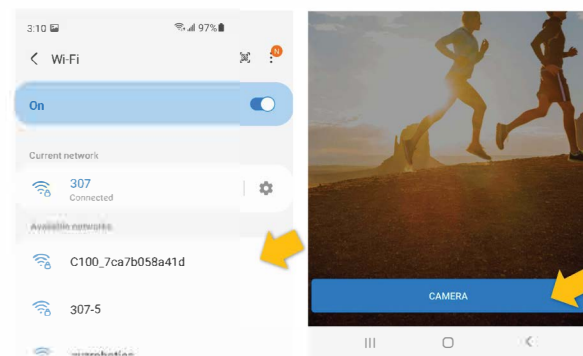 3:10 97%
Wi-Fi
N
On
Current network
307
Connected
Available networks
C100_7ca7b058a41d
307-5
CAMERA